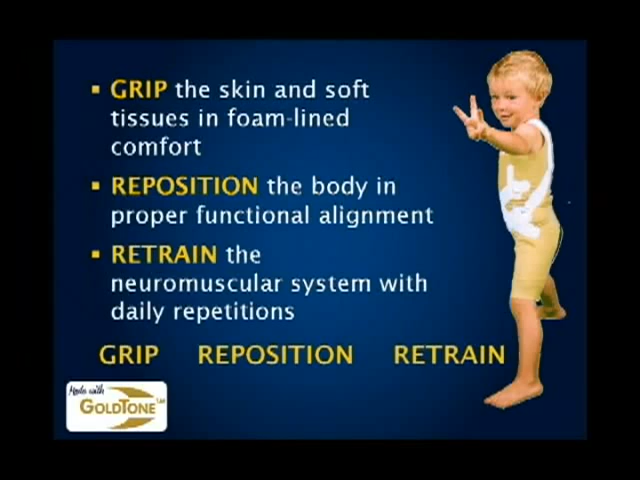 ▪ GRIP the skin and soft
tissues in foam-lined
comfort
▪ REPOSITION the body in
proper functional alignment
▪ RETRAIN the
neuromuscular system with
daily repetitions
GRIP REPOSITION RETRAIN
Made with
GOLDTONE™